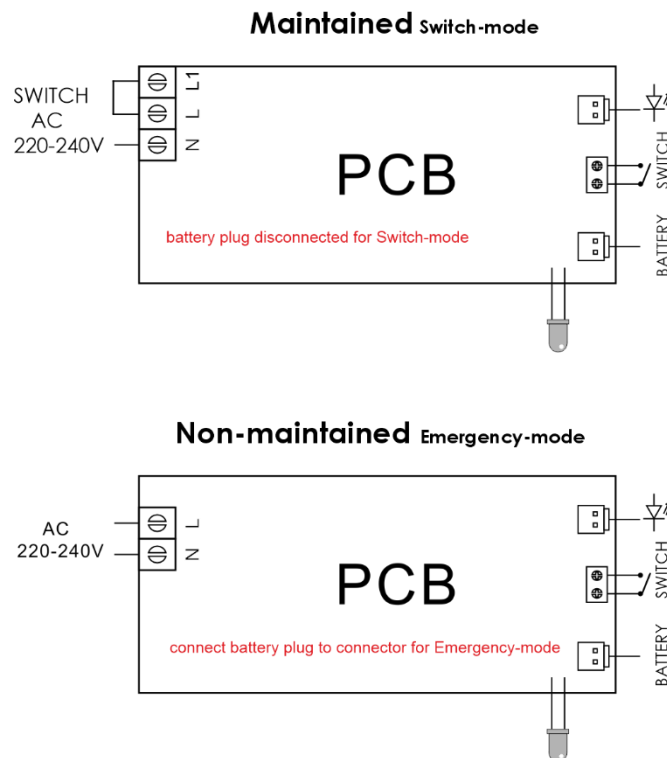 Maintained Switch-mode
L1
SWITCH
L
AC
220-240V
N
PCB
SWITCH
BATTERY
battery plug disconnected for Switch-mode
Non-maintained Emergency-mode
L
AC
220-240V
N
PCB
SWITCH
BATTERY
connect battery plug to connector for Emergency-mode